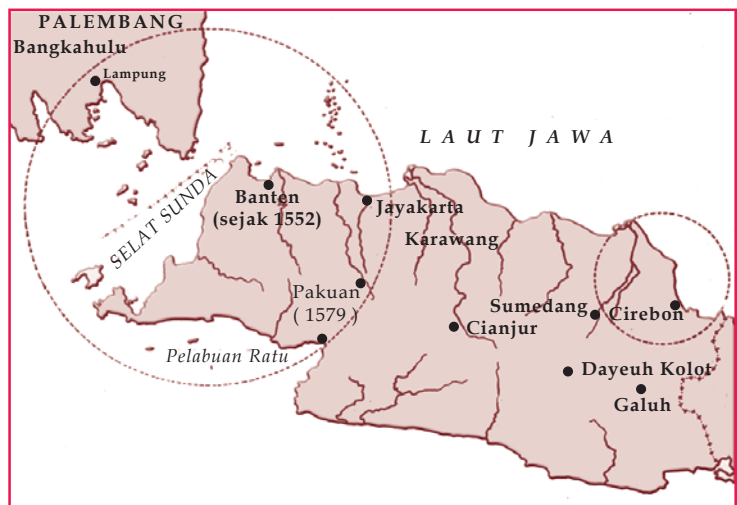 PALEMBANG
Bangkahulu
Lampung
LAUT JAWA
SELAT SUNDA
Banten
(sejak 1552)
Jayakarta
Karawang
Pakuan
( 1579 )
Sumedang
Cirebon
Cianjur
Pelabuan Ratu
Dayeuh Kolot
Galuh